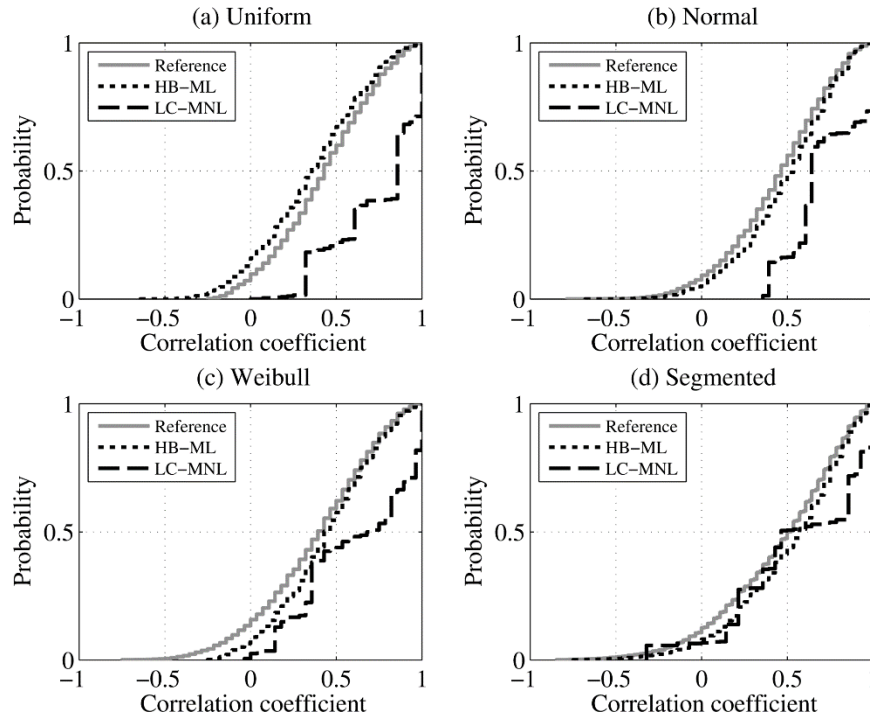 (a) Uniform
1
0.5
0
Probability
Reference
HB−ML
LC−MNL
−1
−0.5
0
0.5
1
Correlation coefficient
(b) Normal
1
0.5
0
Probability
Reference
HB−ML
LC−MNL
−1
−0.5
0
0.5
Correlation coefficient
(c) Weibull
1
0.5
0
Probability
Reference
HB−ML
LC−MNL
−1
−0.5
0
0.5
1
Correlation coefficient
(d) Segmented
1
0.5
0
Probability
Reference
HB−ML
LC−MNL
−1
−0.5
0
0.5
Correlation coefficient